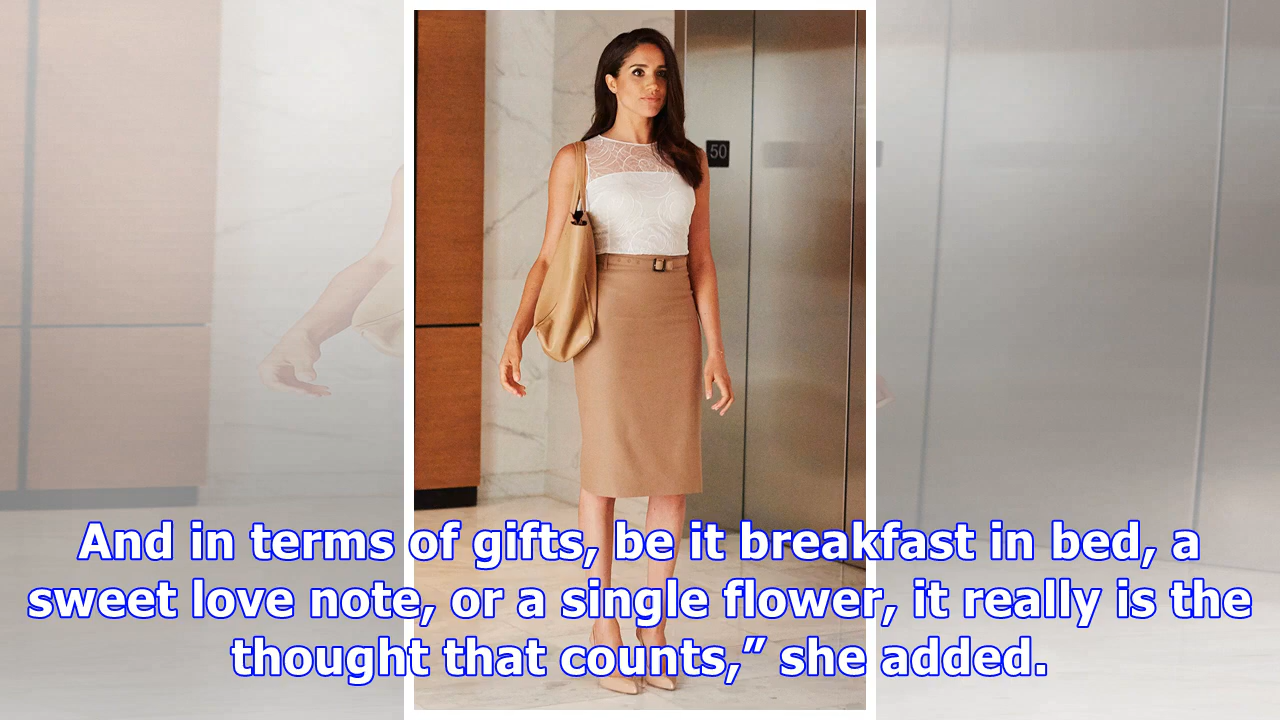 50
And in terms of gifts, be it breakfast in bed, a
sweet love note, or a single flower, it really is the
thought that counts,” she added.